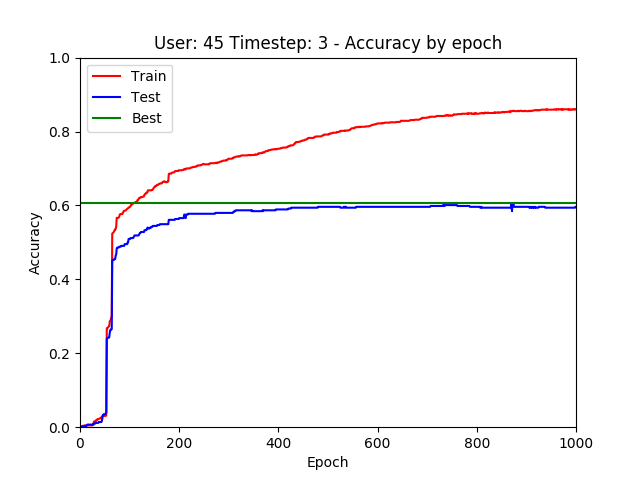 User: 45 Timestep: 3 - Accuracy by epoch
Train
Test
Best
Accuracy
1.0
0.8
0.6
0.4
0.2
0.0
0 200 400 600 800 1000
Epoch